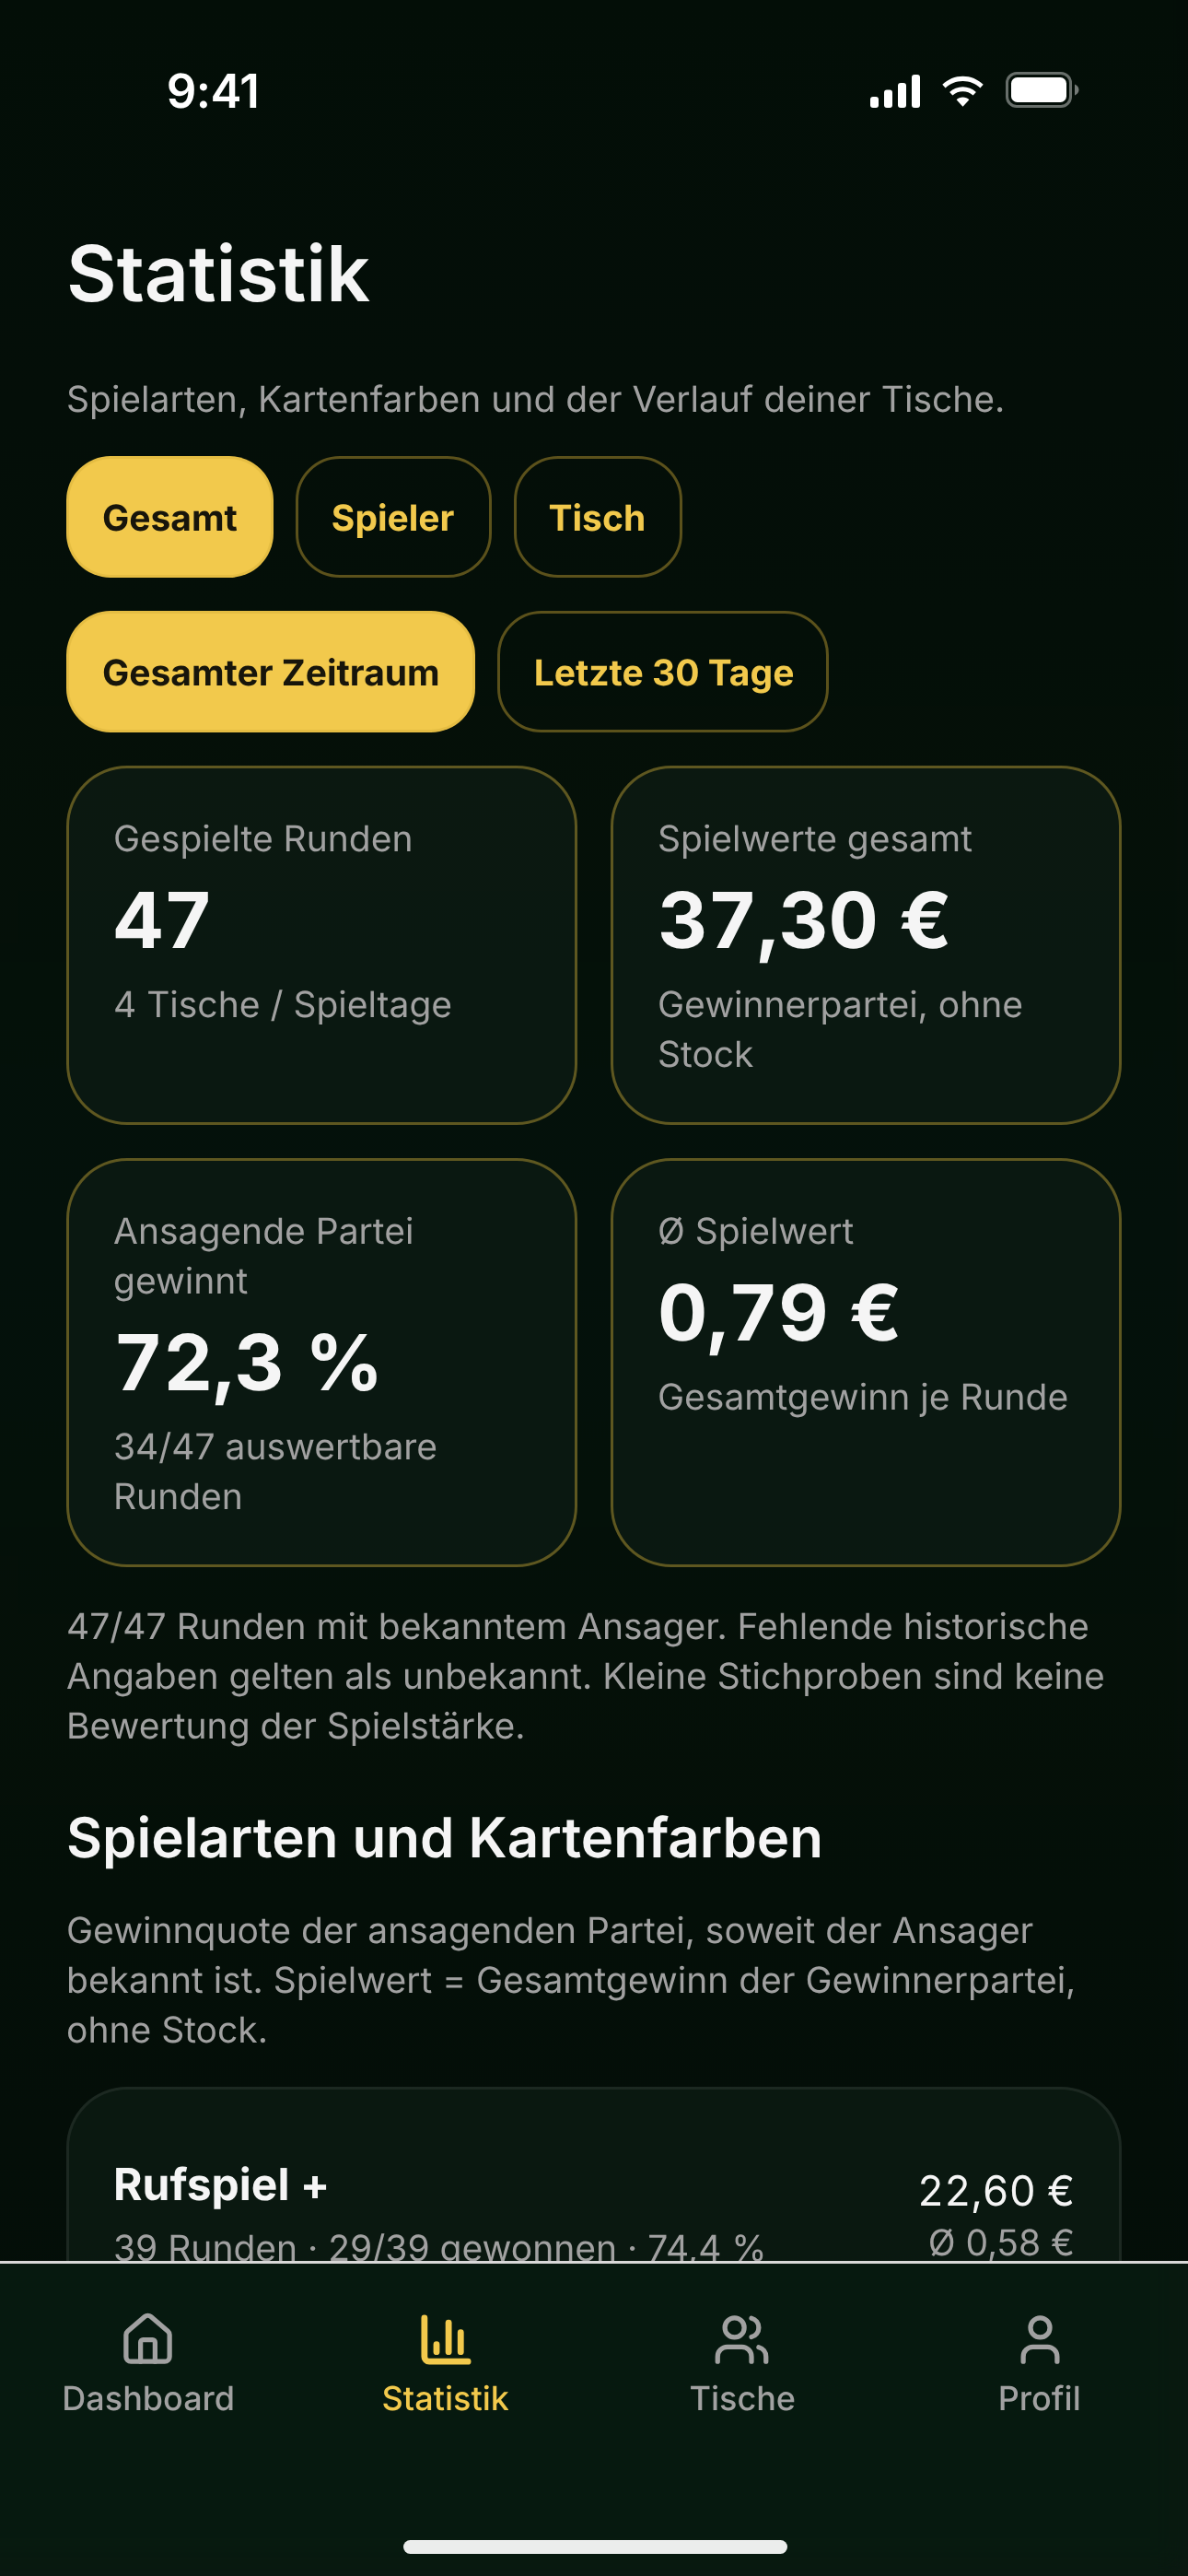 9:41
Statistik
Spielarten, Kartenfarben und der Verlauf deiner Tische.
Gesamt Spieler Tisch
Gesamter Zeitraum Letzte 30 Tage
Gespielte Runden
47
4 Tische / Spieltage
Spielwerte gesamt
37,30 €
Gewinnerpartei, ohne
Stock
Ansagende Partei
gewinnt
72,3 %
34/47 auswertbare
Runden
Ø Spielwert
0,79 €
Gesamtgewinn je Runde
47/47 Runden mit bekanntem Ansager. Fehlende historische
Angaben gelten als unbekannt. Kleine Stichproben sind keine
Bewertung der Spielstärke.
Spielarten und Kartenfarben
Gewinnquote der ansagenden Partei, soweit der Ansager
bekannt ist. Spielwert = Gesamtgewinn der Gewinnerpartei,
ohne Stock.
Rufspiel +
22,60 €
39 Runden · 29/39 gewonnen · 74,4 %
Ø 0,58 €
Dashboard Statistik Tische Profil